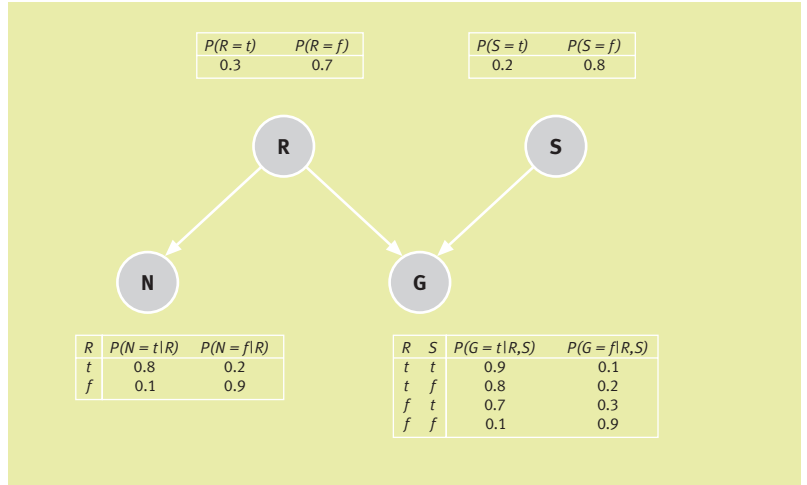 P(R = t) P(R = f)
0.3 0.7
P(S = t) P(S = f)
0.2 0.8
R
S
N
G
R P(N = t|R) P(N = f|R)
t 0.8 0.2
f 0.1 0.9
R S P(G = t|R,S) P(G = f|R,S)
t t 0.9 0.1
t f 0.8 0.2
f t 0.7 0.3
f f 0.1 0.9